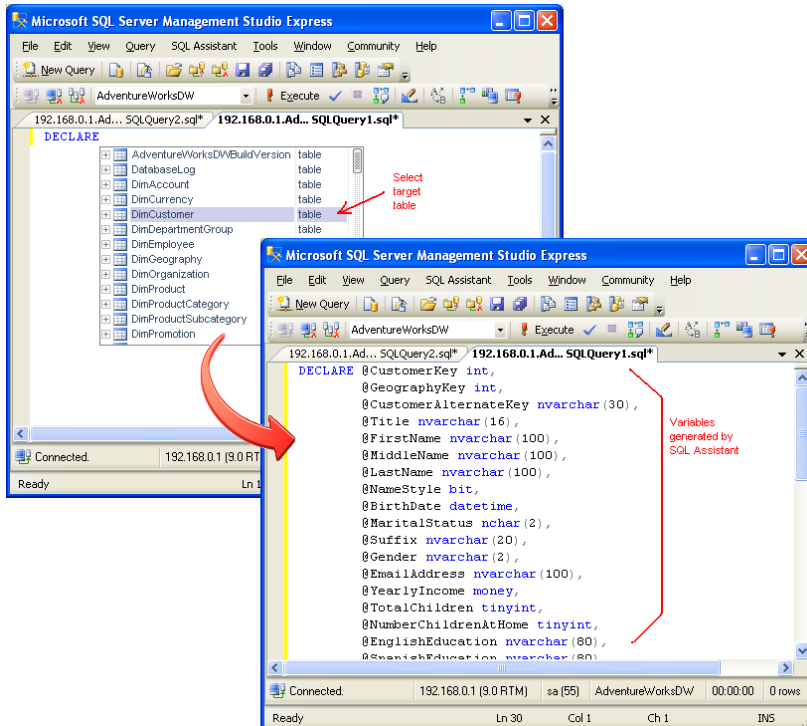 Microsoft SQL Server Management Studio Express
File Edit View Query SQL Assistant Tools Window Community Help
New Query
AdventureWorksDW Execute
192.168.0.1.Ad... SQLQuery2.sql* 192.168.0.1.Ad... SQLQuery1.sql*
DECLARE
AdventureWorksDWBuildVersion table
DatabaseLog table
DimAccount table
DimCurrency table
DimCustomer table
DimDepartmentGroup table
DimEmployee
DimGeography
DimOrganization
DimProduct
DimProductCategory
DimProductSubcategory
DimPromotion
Select
target
table
Connected. 192.168.0.1 (9.0 RT
Ready Ln 1
Microsoft SQL Server Management Studio Express
File Edit View Query SQL Assistant Tools Window Community Help
New Query
AdventureWorksDW Execute
192.168.0.1.Ad... SQLQuery2.sql* 192.168.0.1.Ad... SQLQuery1.sql*
DECLARE @CustomerKey int,
@GeographyKey int,
@CustomerAlternateKey nvarchar(30),
@Title nvarchar(16),
@FirstName nvarchar(100),
@MiddleName nvarchar(100),
@LastName nvarchar(100),
@NameStyle bit,
@BirthDate datetime,
@MaritalStatus nchar(2),
@Suffix nvarchar(20),
@Gender nvarchar(2),
@EmailAddress nvarchar(100),
@YearlyIncome money,
@TotalChildren tinyint,
@NumberChildrenAtHome tinyint,
@EnglishEducation nvarchar(80),
@SpanishEducation nvarchar(80)
Variables
generated by
SQL Assistant
Connected. 192.168.0.1 (9.0 RTM) sa (55) AdventureWorksDW 00:00:00 0 rows
Ready Ln 30 Col 1 Ch 1 INS